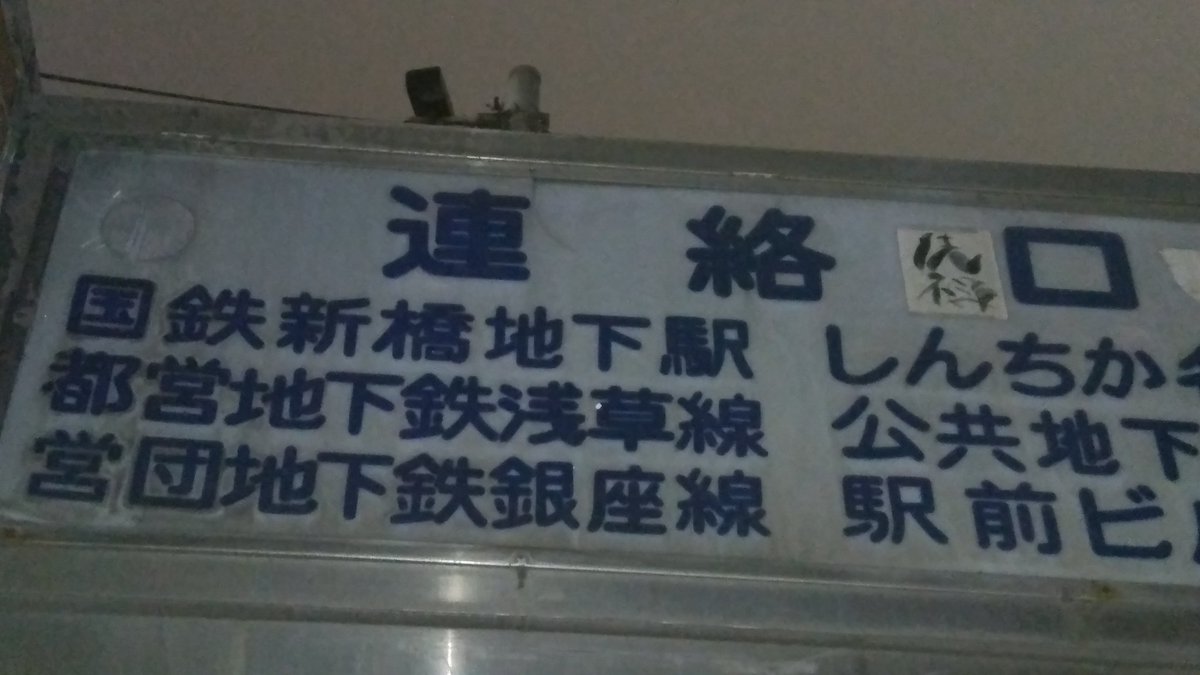 連絡口
国鉄新橋地下駅 しんちか
都営地下鉄浅草線 公共地下
営団地下鉄銀座線 駅前ビ